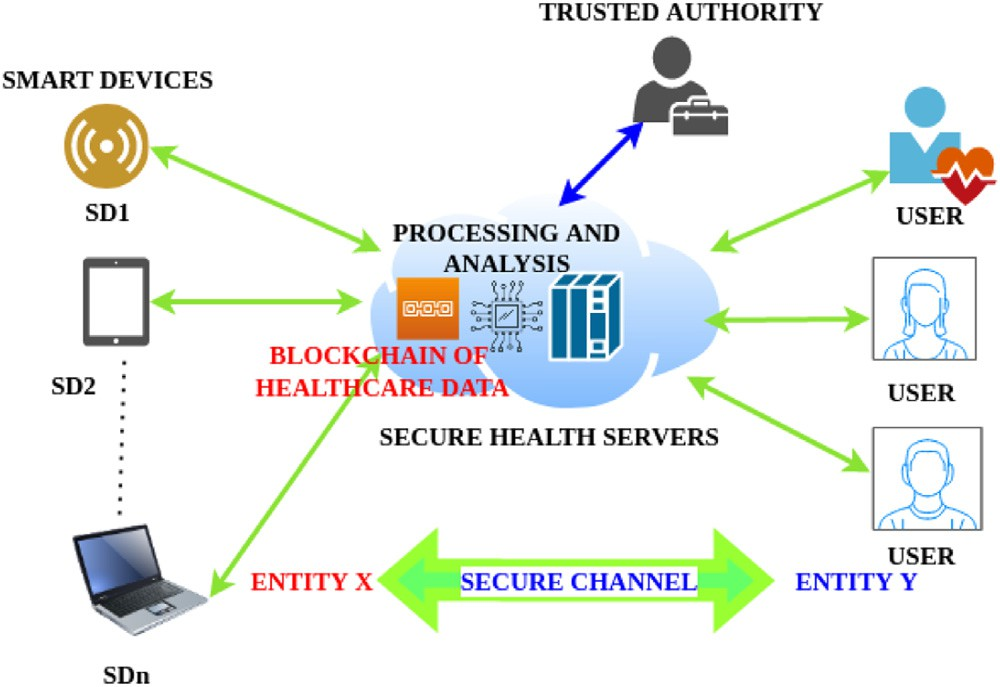 TRUSTED AUTHORITY
SMART DEVICES
SD1
USER
PROCESSING AND
ANALYSIS
BLOCKCHAIN OF
HEALTHCARE DATA
SD2
USER
SECURE HEALTH SERVERS
USER
ENTITY X
SECURE CHANNEL
ENTITY Y
SDn